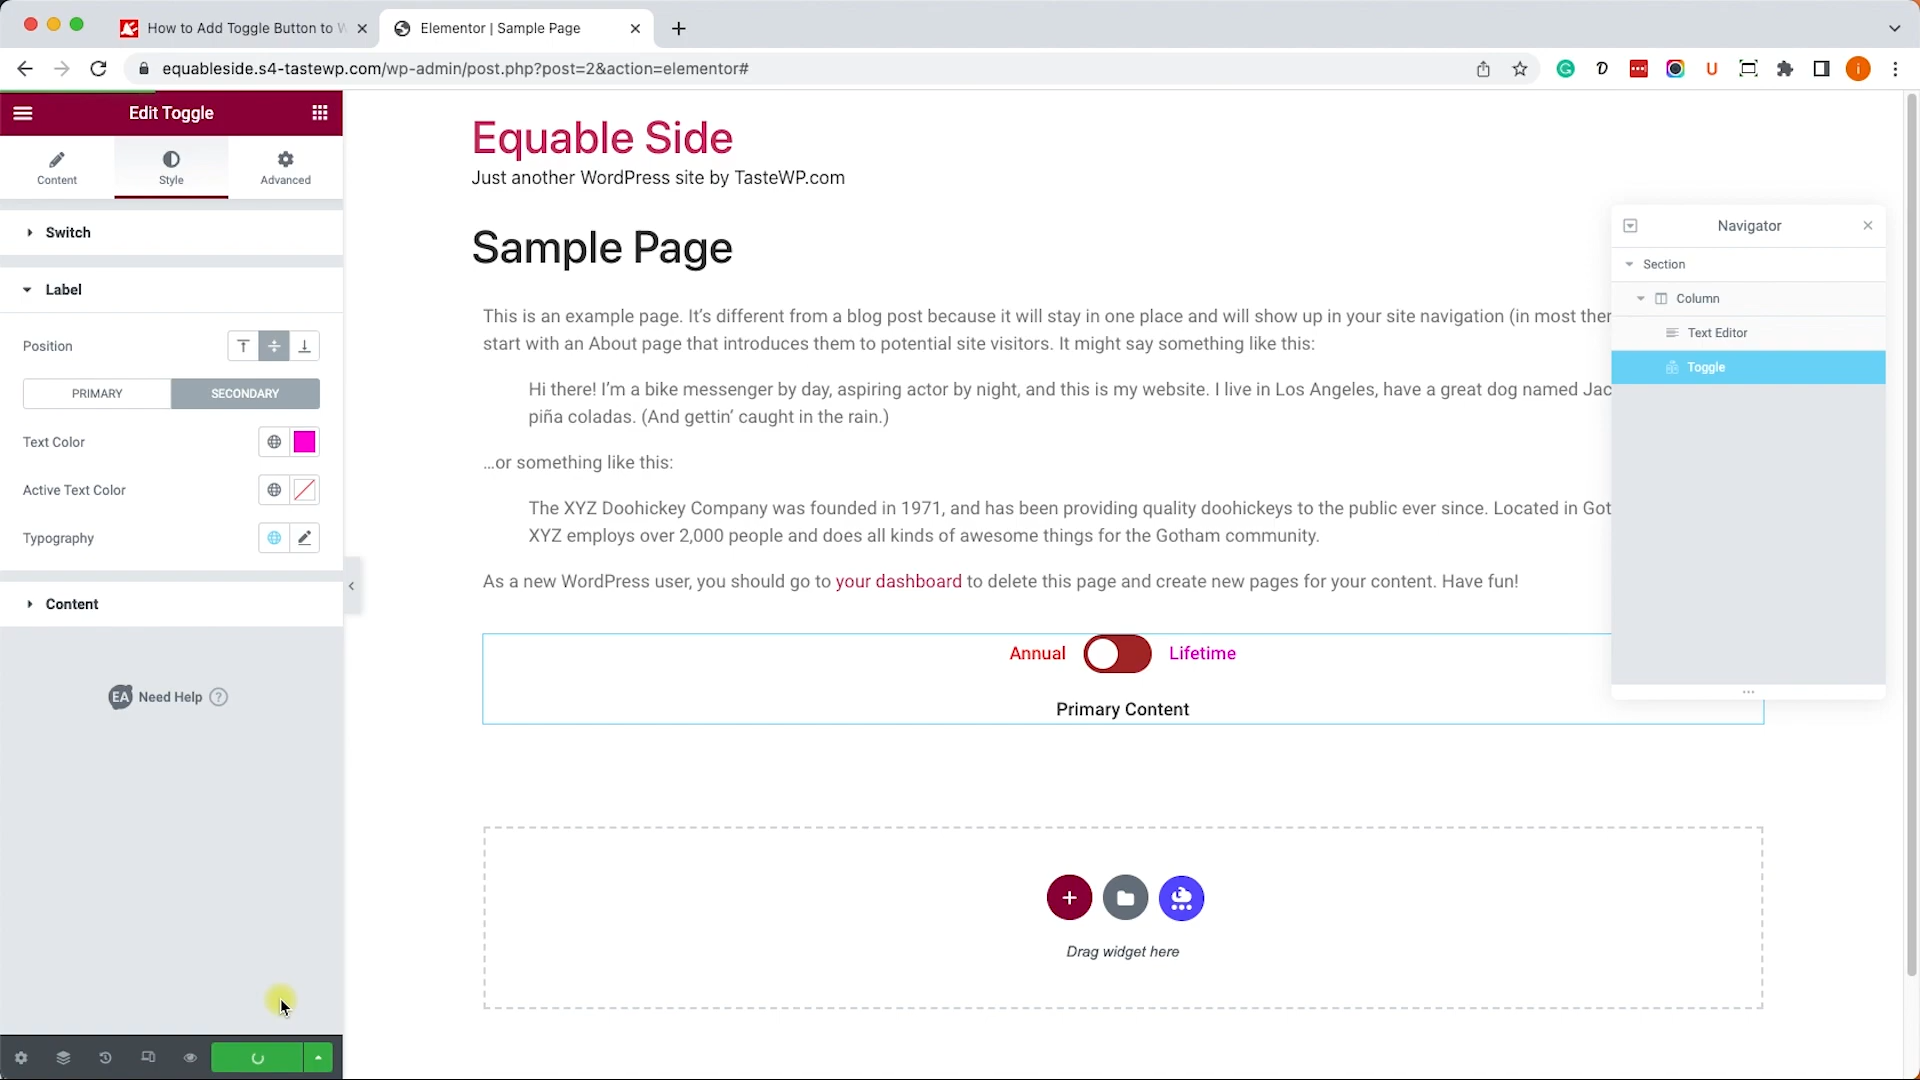 How to Add Toggle Button to W
Elementor | Sample Page
equableside.s4-tastewp.com/wp-admin/post.php?post=2&action=elementor#
Edit Toggle
Content
Style
Advanced
Switch
Label
Position
PRIMARY
SECONDARY
Text Color
Active Text Color
Typography
Content
EA Need Help ?
Equable Side
Just another WordPress site by TasteWP.com
Sample Page
This is an example page. It’s different from a blog post because it will stay in one place and will show up in your site navigation (in most ther
start with an About page that introduces them to potential site visitors. It might say something like this:
Hi there! I’m a bike messenger by day, aspiring actor by night, and this is my website. I live in Los Angeles, have a great dog named Jac
piña coladas. (And gettin’ caught in the rain.)
…or something like this:
The XYZ Doohickey Company was founded in 1971, and has been providing quality doohickeys to the public ever since. Located in Got
XYZ employs over 2,000 people and does all kinds of awesome things for the Gotham community.
As a new WordPress user, you should go to your dashboard to delete this page and create new pages for your content. Have fun!
Annual
Lifetime
Primary Content
Drag widget here
Navigator
Section
Column
Text Editor
Toggle